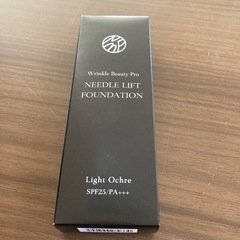 Wrinkle Beauty Pro
NEEDLE LIFT
FOUNDATION
Light Ochre
SPF25/PA+++